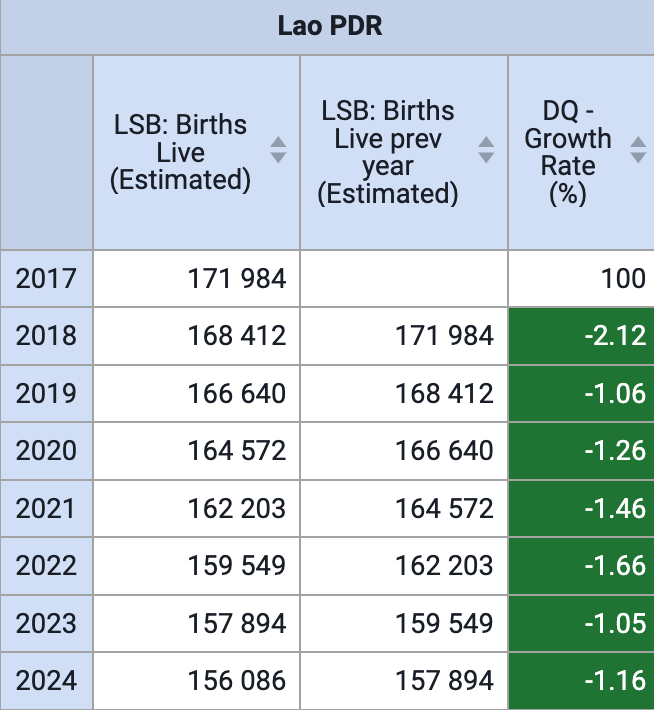 Lao PDR
LSB: Births
Live
(Estimated)
LSB: Births
Live prev
year
(Estimated)
DQ -
Growth
Rate
(%)
2017 171 984 100
2018 168 412 171 984 -2.12
2019 166 640 168 412 -1.06
2020 164 572 166 640 -1.26
2021 162 203 164 572 -1.46
2022 159 549 162 203 -1.66
2023 157 894 159 549 -1.05
2024 156 086 157 894 -1.16